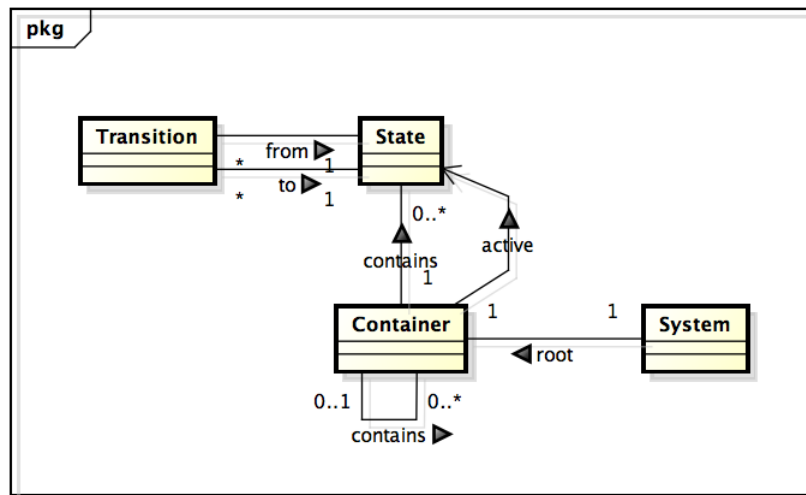 pkg
Transition
State
from
* 1
to
* 1
0..*
contains
active
1
Container
1 1
System
root
0..1 0..*
contains